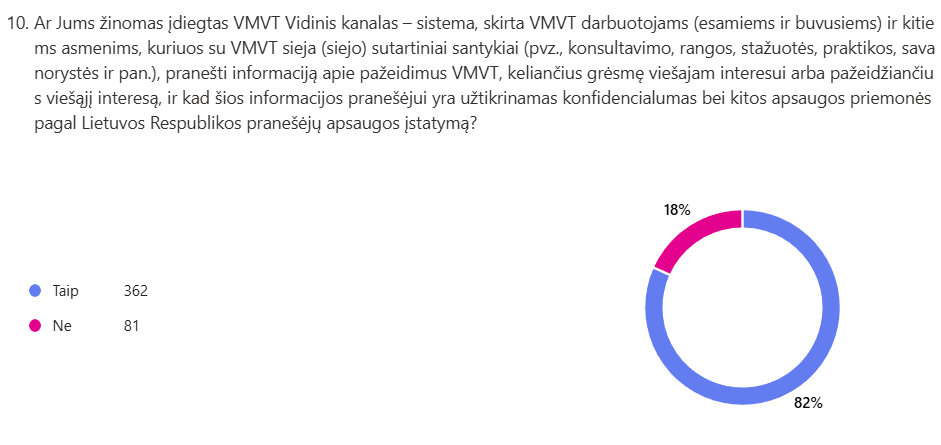 10. Ar Jums žinomas įdiegtas VMVT Vidinis kanalas – sistema, skirta VMVT darbuotojams (esamiems ir buvusiems) ir kitie
ms asmenims, kuriuos su VMVT sieja (siejo) sutartiniai santykiai (pvz., konsultavimo, rangos, stažuotės, praktikos, sava
norystės ir pan.), pranešti informaciją apie pažeidimus VMVT, keliančius grėsmę viešajam interesui arba pažeidžiančiu
s viešąjį interesą, ir kad šios informacijos pranešėjui yra užtikrinamas konfidencialumas bei kitos apsaugos priemonės
pagal Lietuvos Respublikos pranešėjų apsaugos įstatymą?
18%
Taip 362
Ne 81
82%